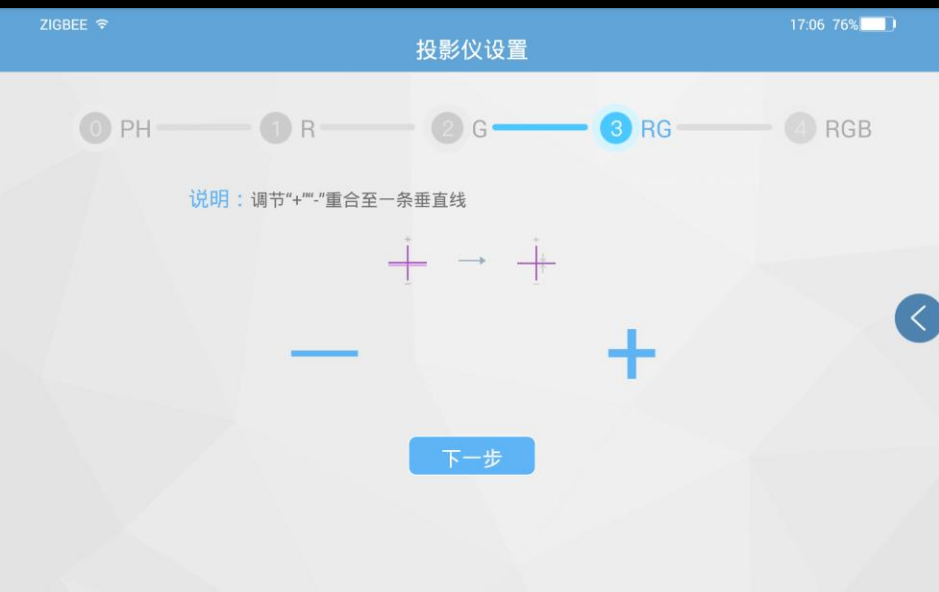 ZIGBEE 17:06 76%
投影仪设置
0 PH 1 R 2 G 3 RG 4 RGB
说明：调节“+”“-”重合至一条垂直线
+ +
- -
- +
下一步